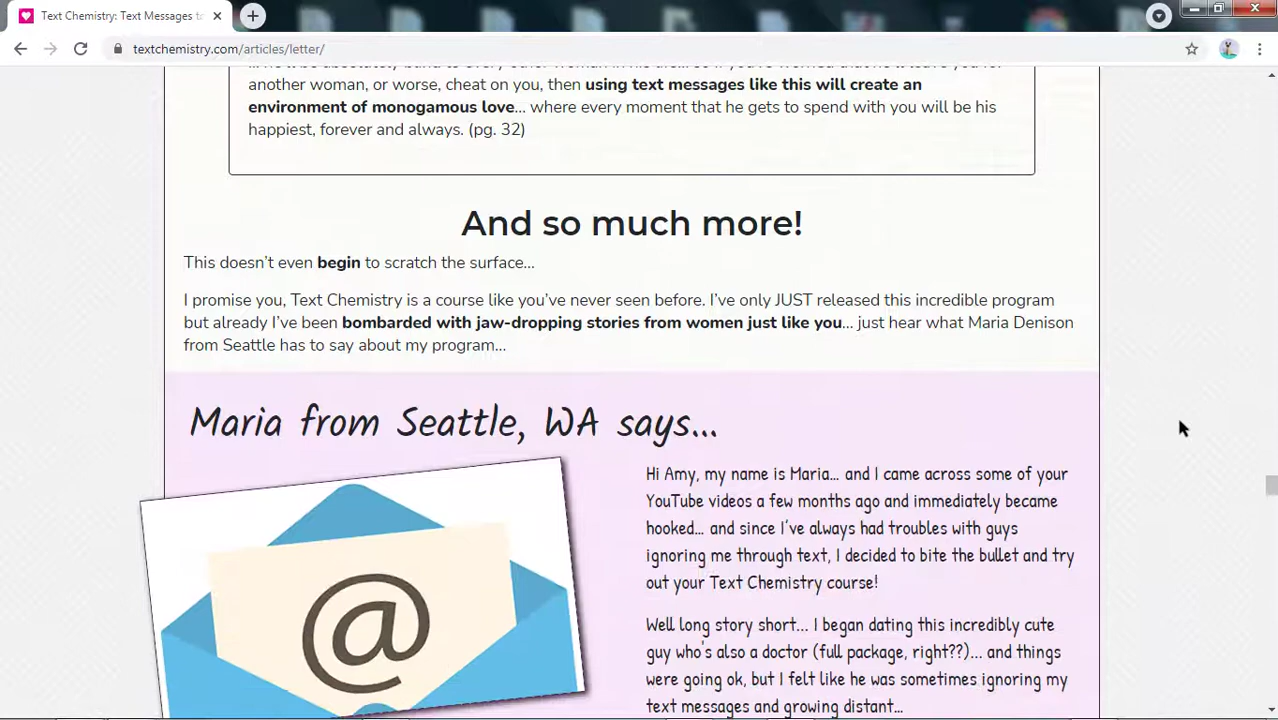 Text Chemistry: Text Messages t
textchemistry.com/articles/letter/
another woman, or worse, cheat on you, then using text messages like this will create an
environment of monogamous love... where every moment that he gets to spend with you will be his
happiest, forever and always. (pg. 32)
And so much more!
This doesn't even begin to scratch the surface...
I promise you, Text Chemistry is a course like you've never seen before. I've only JUST released this incredible program
but already I've been bombarded with jaw-dropping stories from women just like you... just hear what Maria Denison
from Seattle has to say about my program...
Maria from Seattle, WA says...
Hi Amy, my name is Maria... and I came across some of your
YouTube videos a few months ago and immediately became
hooked... and since I've always had troubles with guys
ignoring me through text, I decided to bite the bullet and try
out your Text Chemistry course!
@
Well long story short... I began dating this incredibly cute
guy who's also a doctor (full package, right??)... and things
were going ok, but I felt like he was sometimes ignoring my
text messages and growing distant...